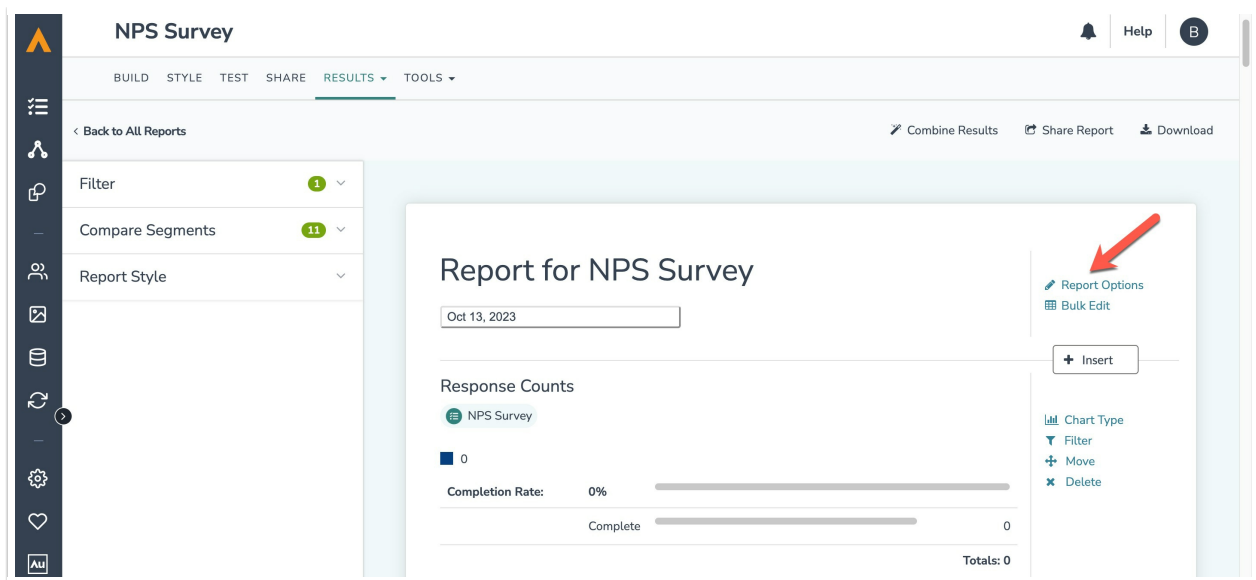 NPS Survey
Help
B
BUILD STYLE TEST SHARE RESULTS TOOLS
< Back to All Reports
Combine Results Share Report Download
Filter 1
Compare Segments 11
Report Style
Report for NPS Survey
Oct 13, 2023
Report Options
Bulk Edit
+ Insert
Response Counts
NPS Survey
0
Completion Rate: 0%
Complete 0
Totals: 0
Chart Type
Filter
Move
Delete
Au